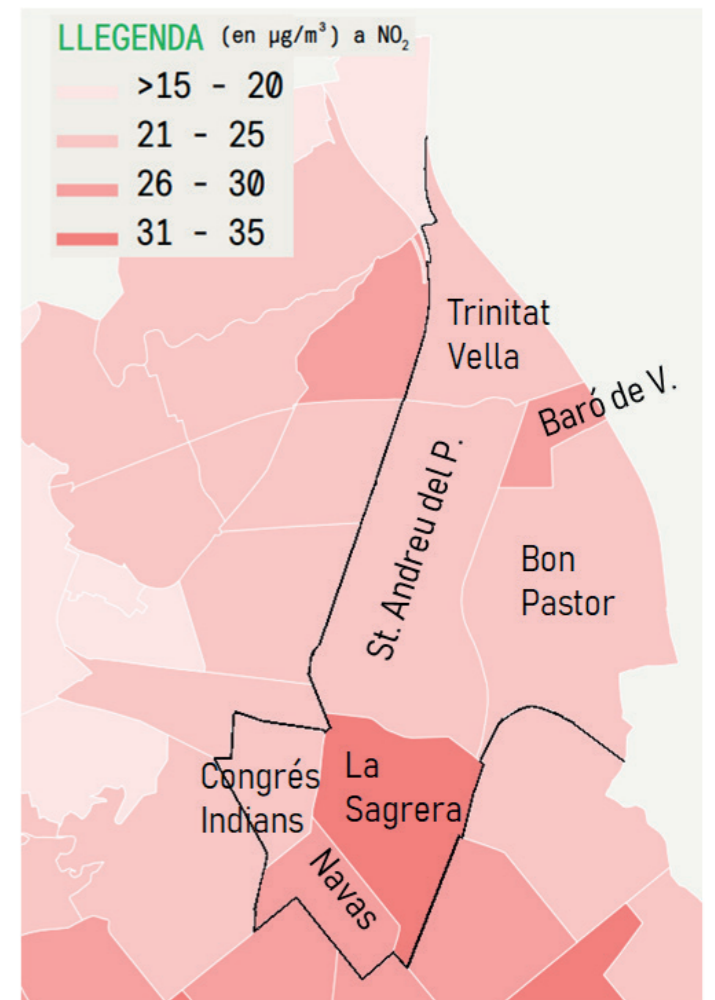 LLEGENDA (en µg/m³) a NO₂
>15 - 20
21 - 25
26 - 30
31 - 35
Trinitat
Vella
Baró de V.
St. Andreu del P.
Bon
Pastor
Congrés
Indians
La
Sagrera
Navas